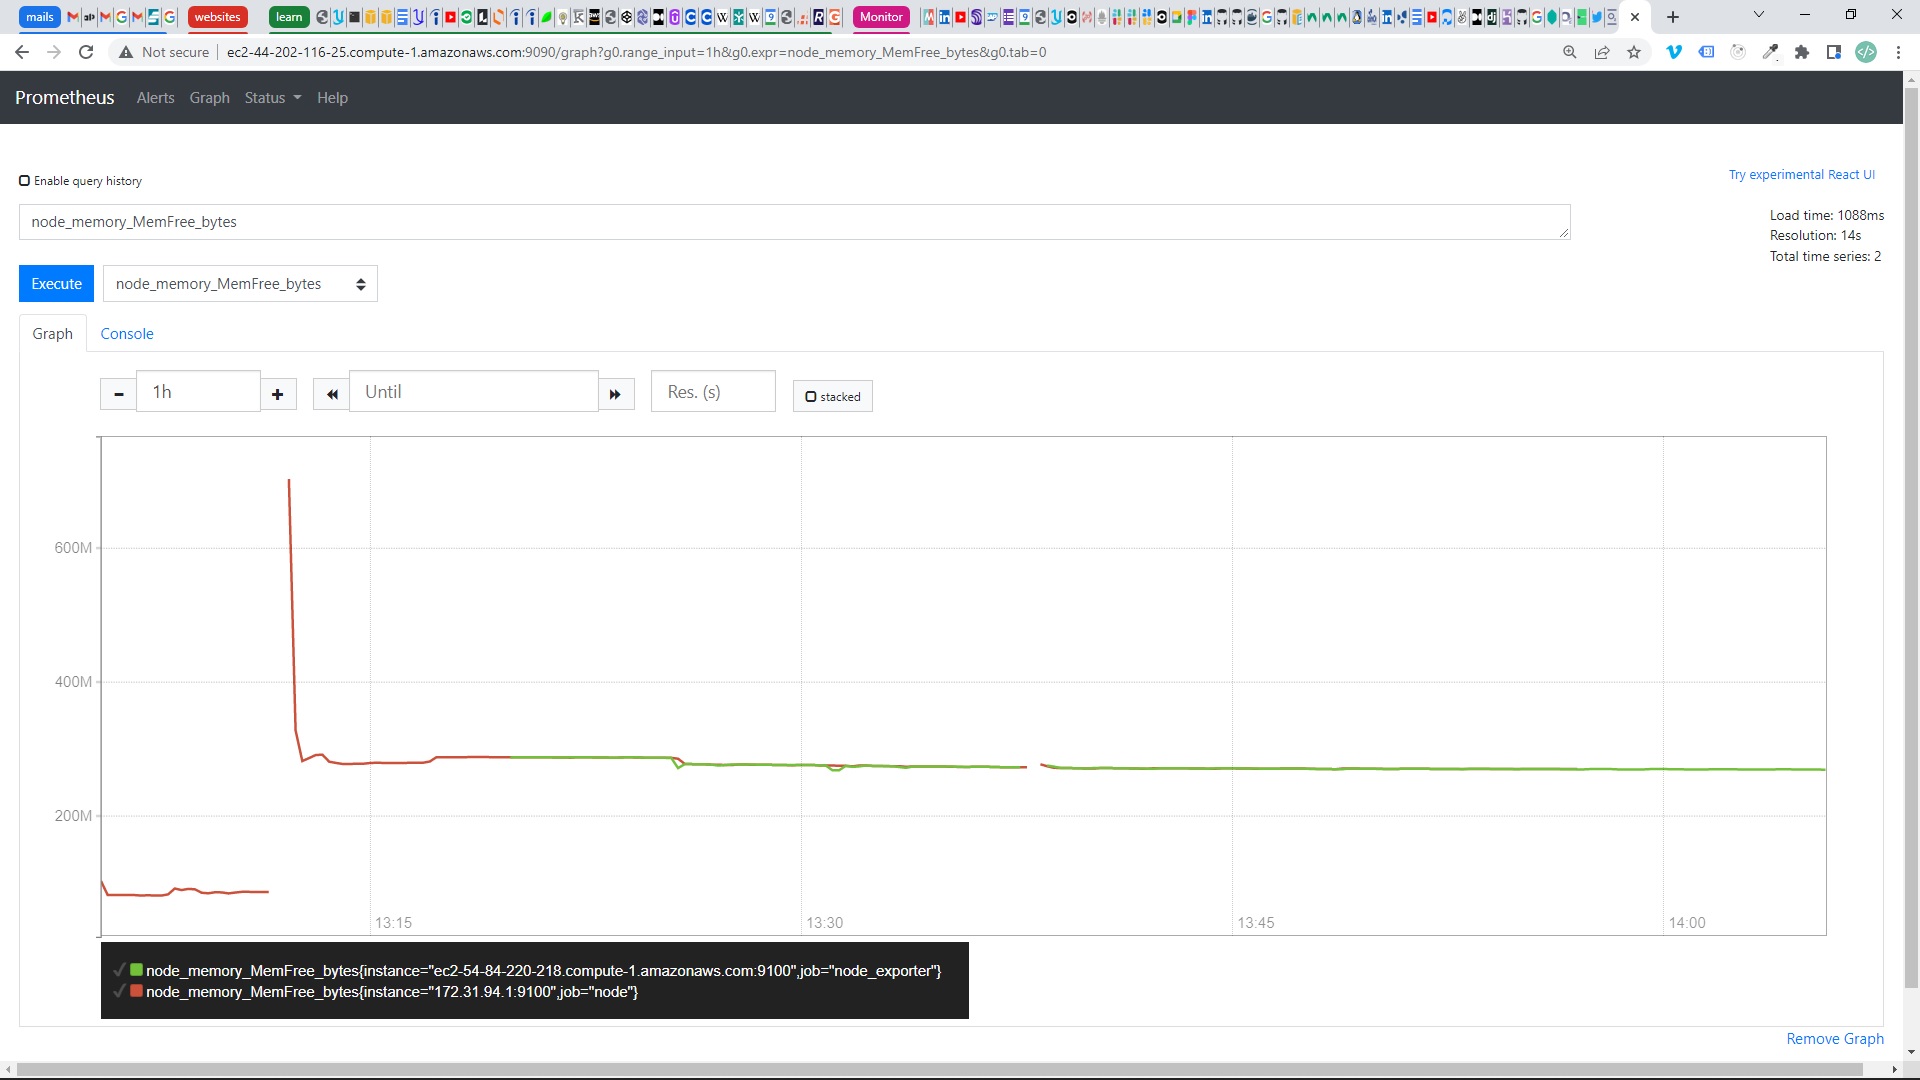 mails
websites
learn
Monitor
Not secure
ec2-44-202-116-25.compute-1.amazonaws.com:9090/graph?g0.range_input=1h&g0.expr=node_memory_MemFree_bytes&g0.tab=0
Prometheus Alerts Graph Status Help
Enable query history
Try experimental React UI
node_memory_MemFree_bytes
Load time: 1088ms
Resolution: 14s
Total time series: 2
Execute
node_memory_MemFree_bytes
Graph Console
1h
Until
Res. (s)
stacked
600M
400M
200M
13:15
13:30
13:45
14:00
node_memory_MemFree_bytes{instance="ec2-54-84-220-218.compute-1.amazonaws.com:9100",job="node_exporter"}
node_memory_MemFree_bytes{instance="172.31.94.1:9100",job="node"}
Remove Graph